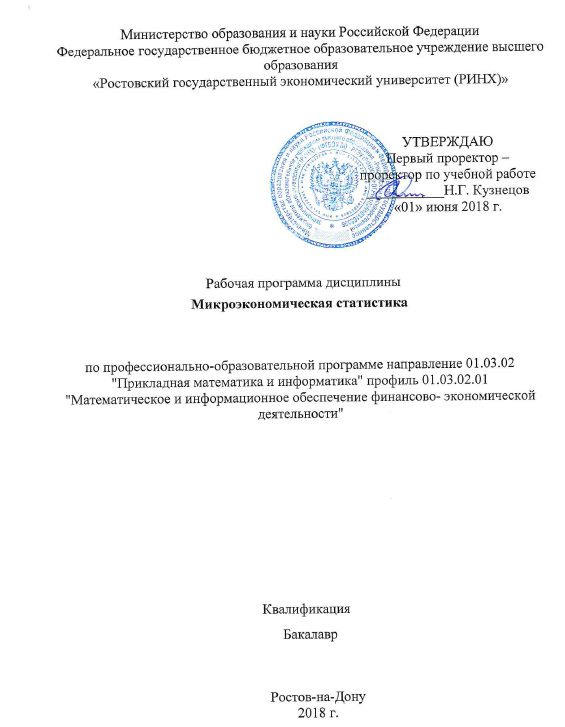 Министерство образования и науки Российской Федерации
Федеральное государственное бюджетное образовательное учреждение высшего
образования
«Ростовский государственный экономический университет (РИНХ)»
УТВЕРЖДАЮ
Первый проректор –
проректор по учебной работе
Н.Г. Кузнецов
«01» июня 2018 г.
Рабочая программа дисциплины
Микроэкономическая статистика
по профессионально-образовательной программе направление 01.03.02
"Прикладная математика и информатика" профиль 01.03.02.01
"Математическое и информационное обеспечение финансово- экономической
деятельности"
Квалификация
Бакалавр
Ростов-на-Дону
2018 г.